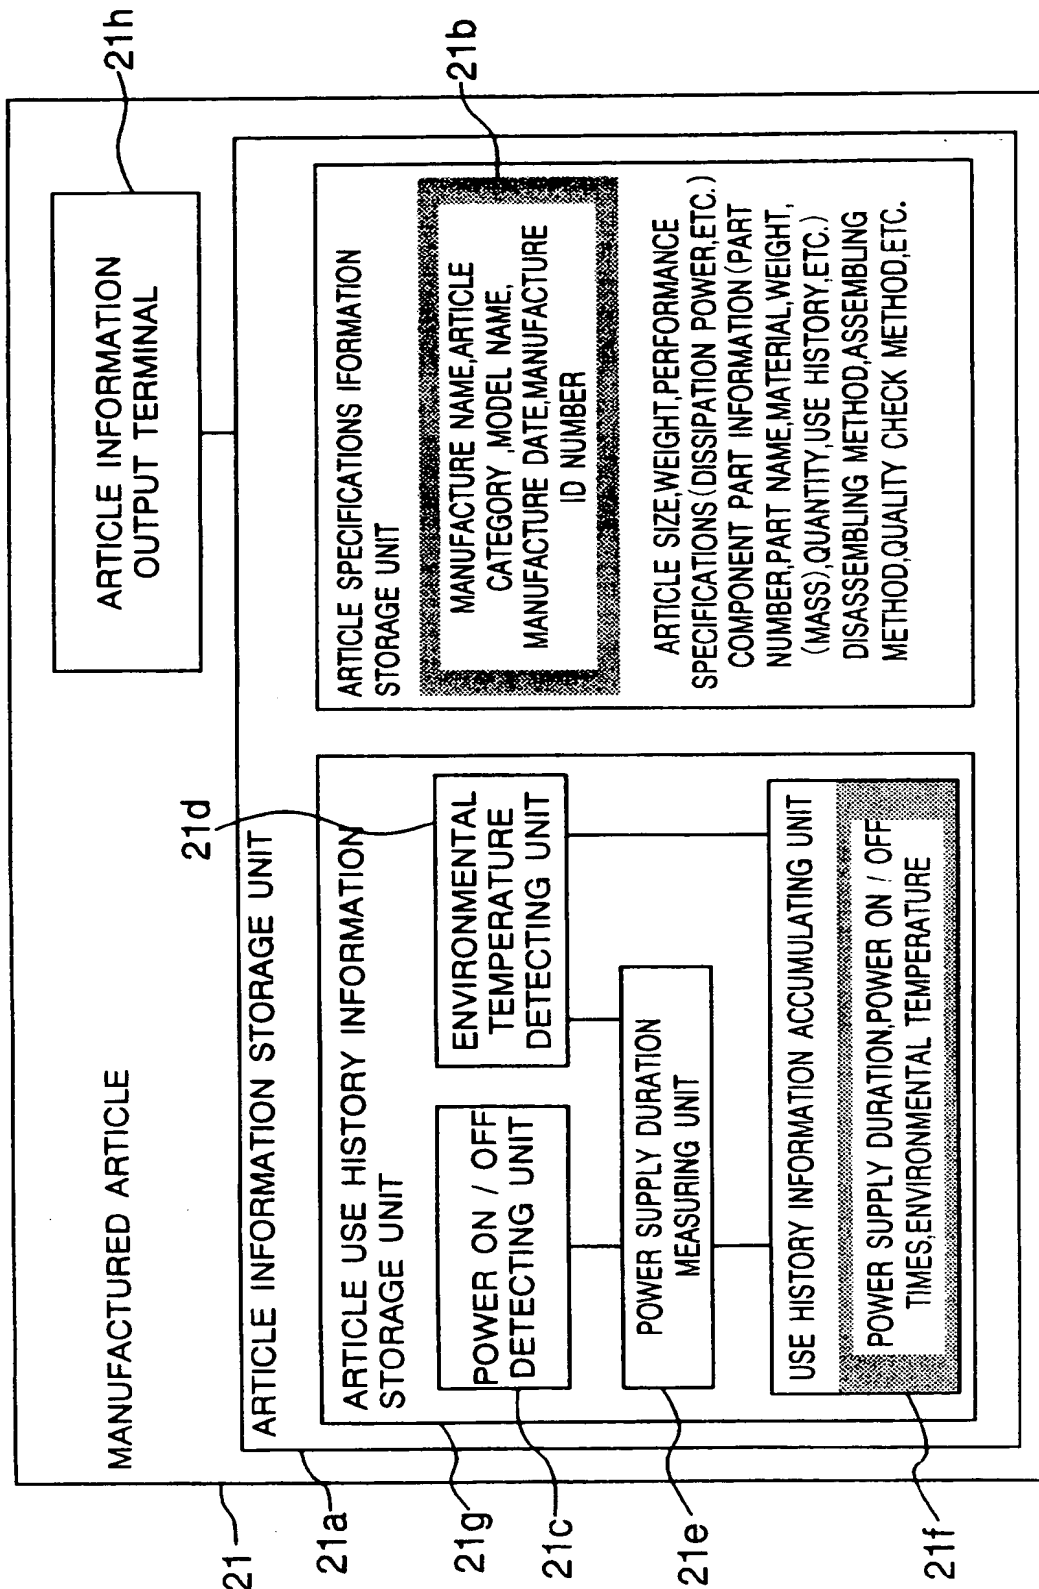 MANUFACTURED ARTICLE
ARTICLE INFORMATION
OUTPUT TERMINAL
21h
21
21a
ARTICLE INFORMATION STORAGE UNIT
21d
21g
ARTICLE USE HISTORY INFORMATION
STORAGE UNIT
21c
POWER ON / OFF
DETECTING UNIT
ENVIRONMENTAL
TEMPERATURE
DETECTING UNIT
21e
POWER SUPPLY DURATION
MEASURING UNIT
USE HISTORY INFORMATION ACCUMULATING UNIT
21f
POWER SUPPLY DURATION,POWER ON / OFF
TIMES,ENVIRONMENTAL TEMPERATURE
ARTICLE SPECIFICATIONS IFORMATION
STORAGE UNIT
21b
MANUFACTURE NAME,ARTICLE
CATEGORY ,MODEL NAME,
MANUFACTURE DATE,MANUFACTURE
ID NUMBER
ARTICLE SIZE,WEIGHT,PERFORMANCE
SPECIFICATIONS(DISSIPATION POWER,ETC.)
COMPONENT PART INFORMATION(PART
NUMBER,PART NAME,MATERIAL,WEIGHT,
(MASS),QUANTITY,USE HISTORY,ETC.)
DISASSEMBLING METHOD,ASSEMBLING
METHOD,QUALITY CHECK METHOD,ETC.